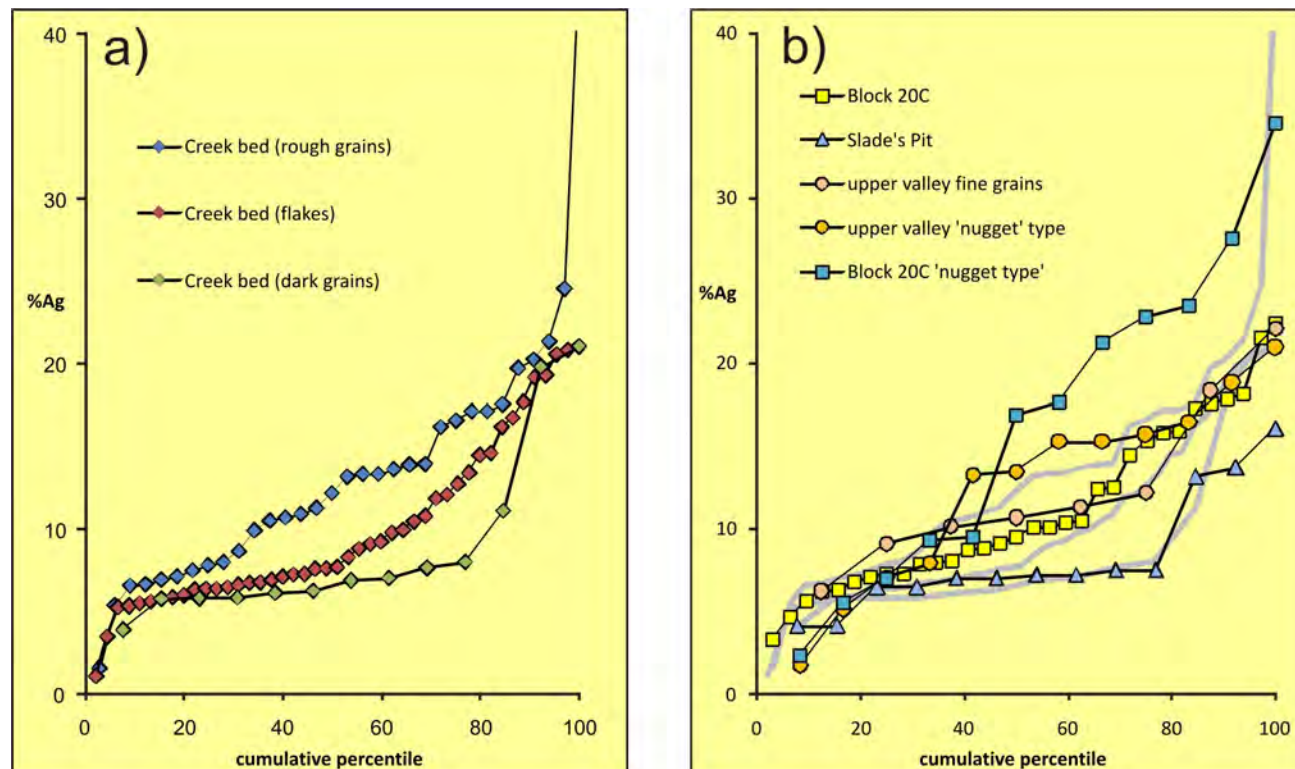 a)
40
30
20
10
0
%Ag
Creek bed (rough grains)
Creek bed (flakes)
Creek bed (dark grains)
0 20 40 60 80 100
cumulative percentile
b)
40
30
20
10
0
%Ag
Block 20C
Slade's Pit
upper valley fine grains
upper valley 'nugget' type
Block 20C 'nugget type'
0 20 40 60 80 100
cumulative percentile